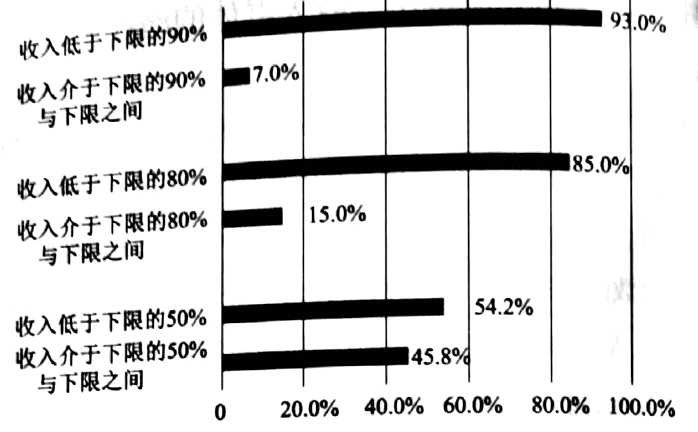 收入低于下限的90%
93.0%
收入介于下限的90%
与下限之间
7.0%
收入低于下限的80%
85.0%
收入介于下限的80%
与下限之间
15.0%
收入低于下限的50%
54.2%
收入介于下限的50%
与下限之间
45.8%
0 20.0% 40.0% 60.0% 80.0% 100.0%